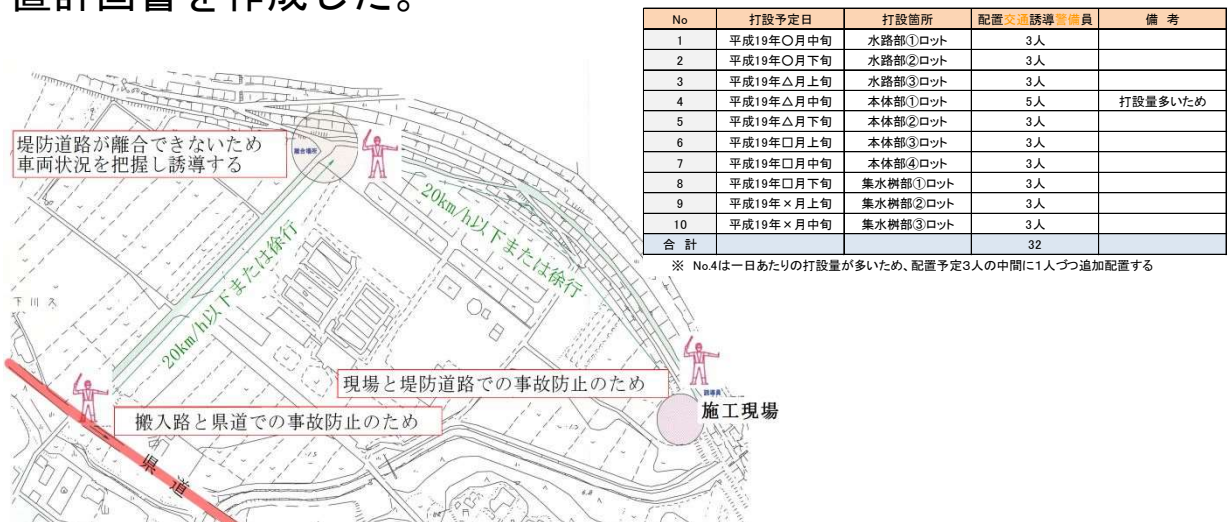 置計画書を作成した。
No 打設予定日 打設箇所 配置交通誘導警備員 備 考
1 平成19年〇月中旬 水路部①ロット 3人
2 平成19年〇月下旬 水路部②ロット 3人
3 平成19年△月上旬 水路部③ロット 3人
4 平成19年△月中旬 本体部①ロット 5人 打設量多いため
5 平成19年△月下旬 本体部②ロット 3人
6 平成19年□月上旬 本体部③ロット 3人
7 平成19年□月中旬 本体部④ロット 3人
8 平成19年□月下旬 集水桝部①ロット 3人
9 平成19年×月上旬 集水桝部②ロット 3人
10 平成19年×月中旬 集水桝部③ロット 3人
合 計 32
※ No.4は一日あたりの打設量が多いため、配置予定3人の中間に1人づつ追加配置する
堤防道路が離合できないため
車両状況を把握し誘導する
離合場所
20km/h以下または徐行
20km/h以下または徐行
下川久
現場と堤防道路での事故防止のため
誘導員
施工現場
搬入路と県道での事故防止のため
県道